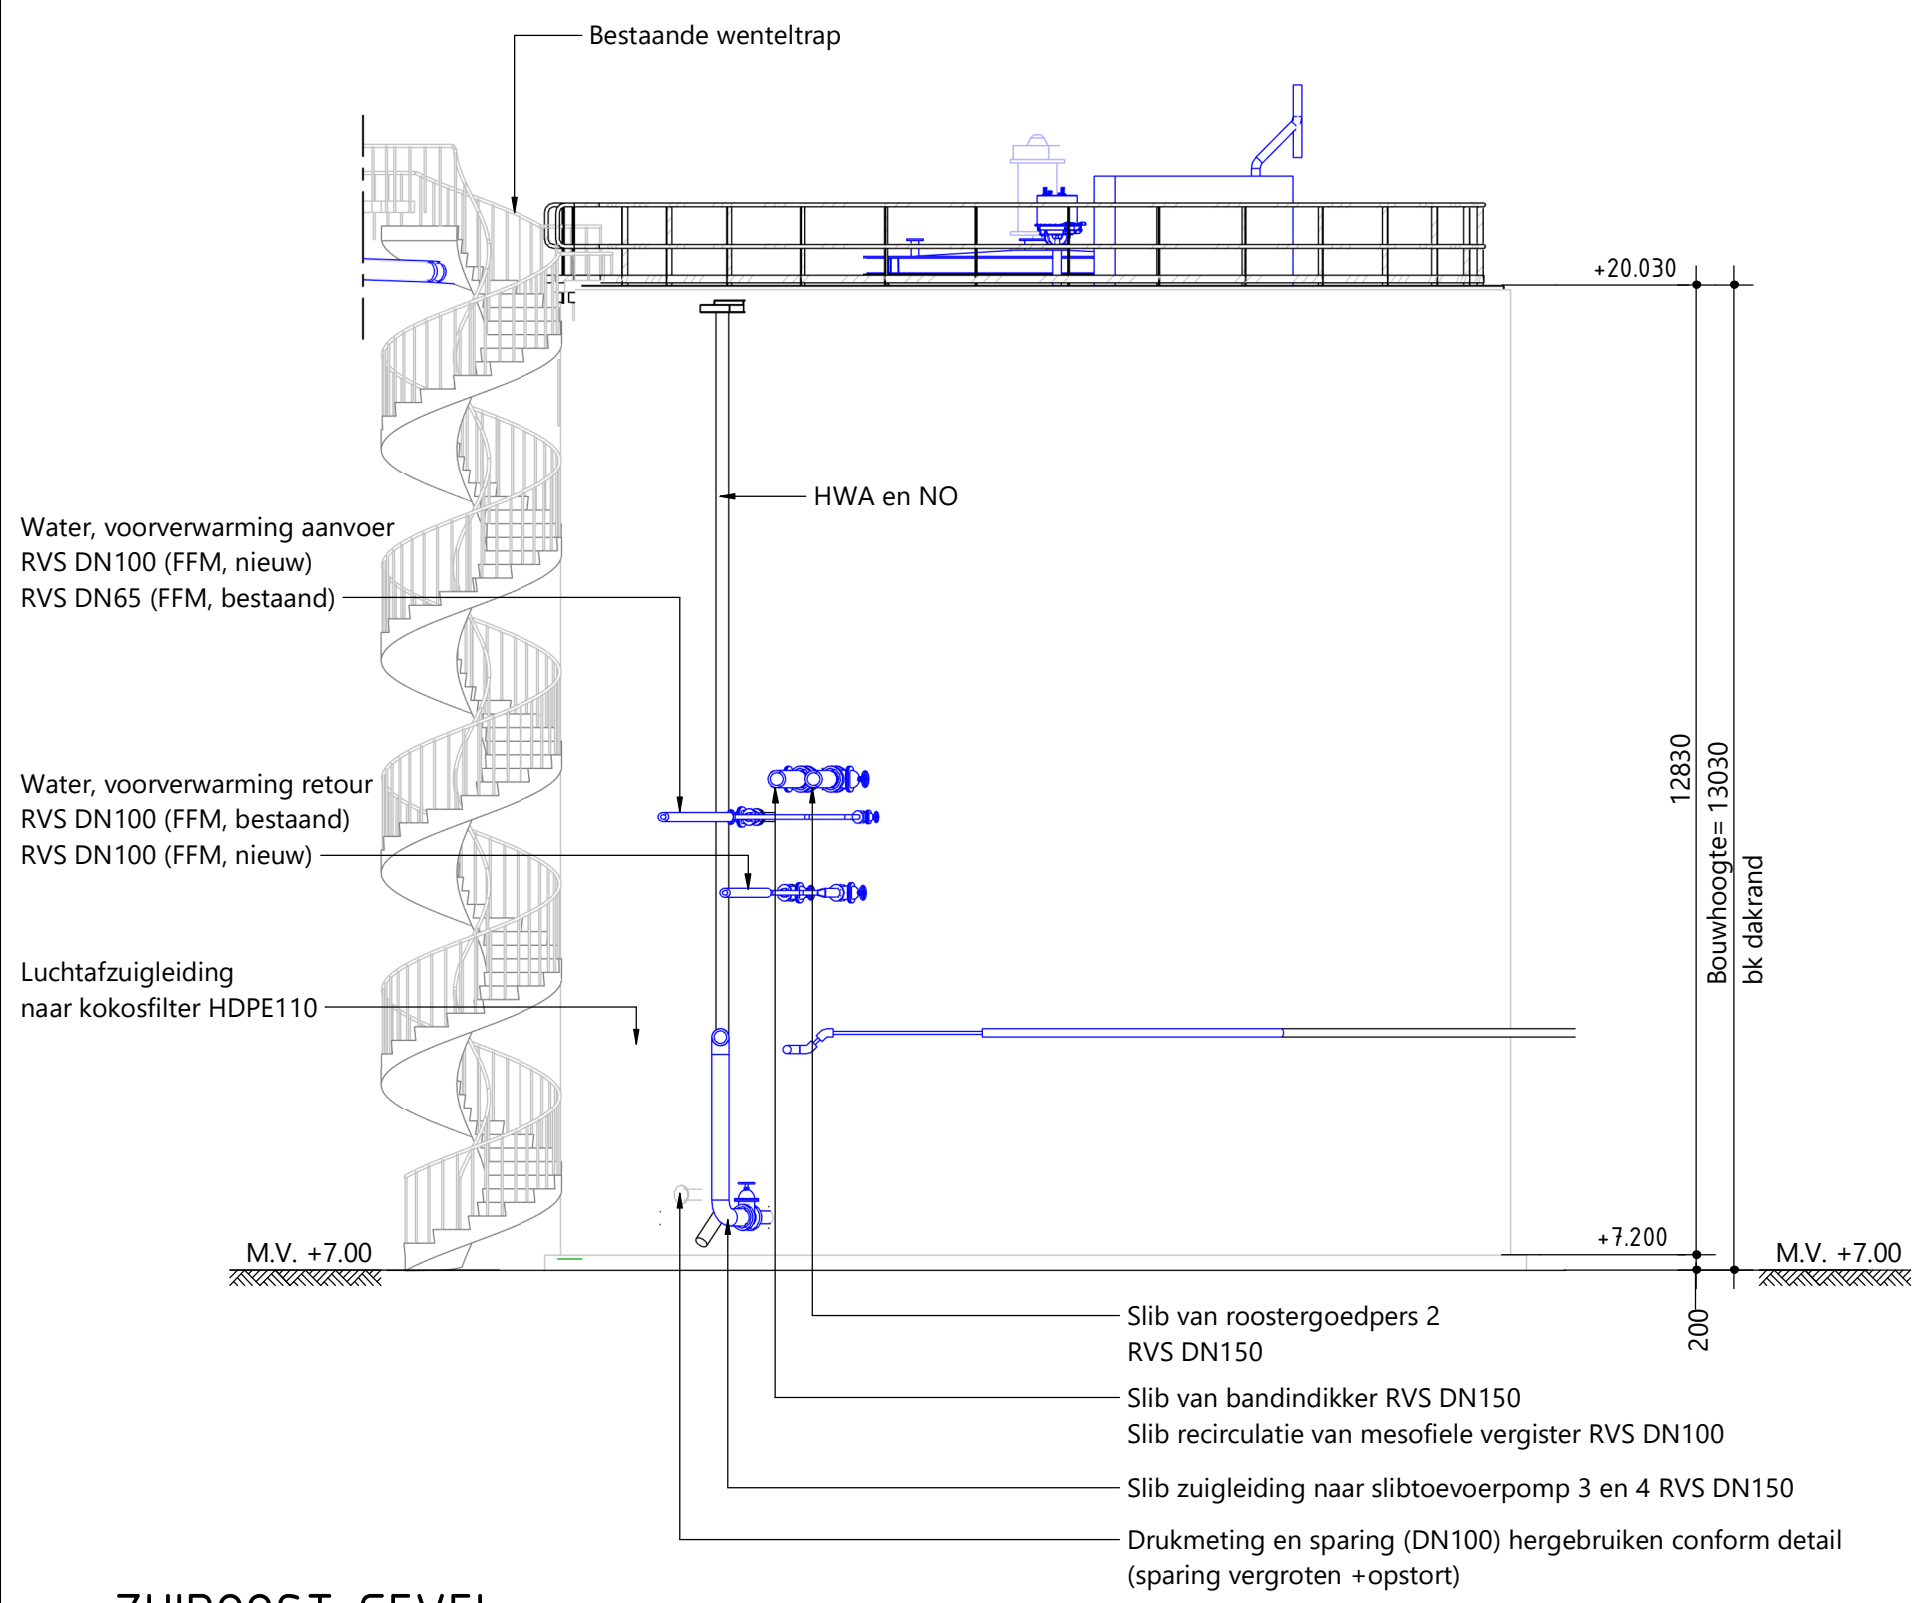 Bestaande wenteltrap
+20.030
HWA en NO
Water, voorverwarming aanvoer
RVS DN100 (FFM, nieuw)
RVS DN65 (FFM, bestaand)
Water, voorverwarming retour
RVS DN100 (FFM, bestaand)
RVS DN100 (FFM, nieuw)
12830
Bouwhoogte= 13030
bk dakrand
Luchtafzuigleiding
naar kokosfilter HDPE110
+7.200
M.V. +7.00
M.V. +7.00
200
Slib van roostergoedpers 2
RVS DN150
Slib van bandindikker RVS DN150
Slib recirculatie van mesofiele vergister RVS DN100
Slib zuigleiding naar slibtoevoerpomp 3 en 4 RVS DN150
Drukmeting en sparing (DN100) hergebruiken conform detail
(sparing vergroten +opstort)
ZUIDOOST GEVEL